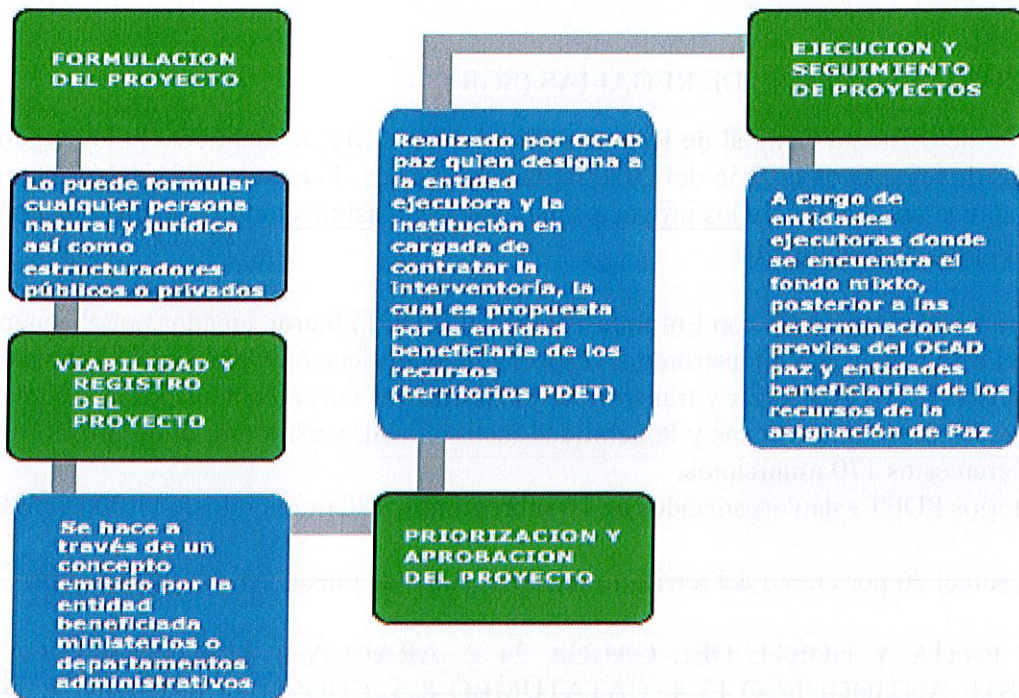 FORMULACION
DEL PROYECTO
Lo puede formular
cualquier persona
natural y jurídica
así como
estructuradores
públicos o privados
VIABILIDAD Y
REGISTRO
DEL
PROYECTO
Se hace a
través de un
concepto
emitido por la
entidad
beneficiada
ministerios o
departamentos
administrativos
PRIORIZACION Y
APROBACION
DEL PROYECTO
Realizado por OCAD
paz quien designa a
la entidad
ejecutora y la
institución en
cargada de
contratar la
interventoría, la
cual es propuesta
por la entidad
beneficiaria de los
recursos
(territorios PDET)
EJECUCION Y
SEGUIMIENTO
DE PROYECTOS
A cargo de
entidades
ejecutoras donde
se encuentra el
fondo mixto,
posterior a las
determinaciones
previas del OCAD
paz y entidades
beneficiarias de los
recursos de la
asignación de Paz